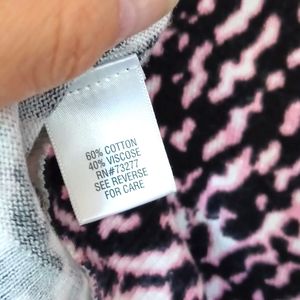 60% COTTON
40% VISCOSE
RN#73277
SEE REVERSE
FOR CARE